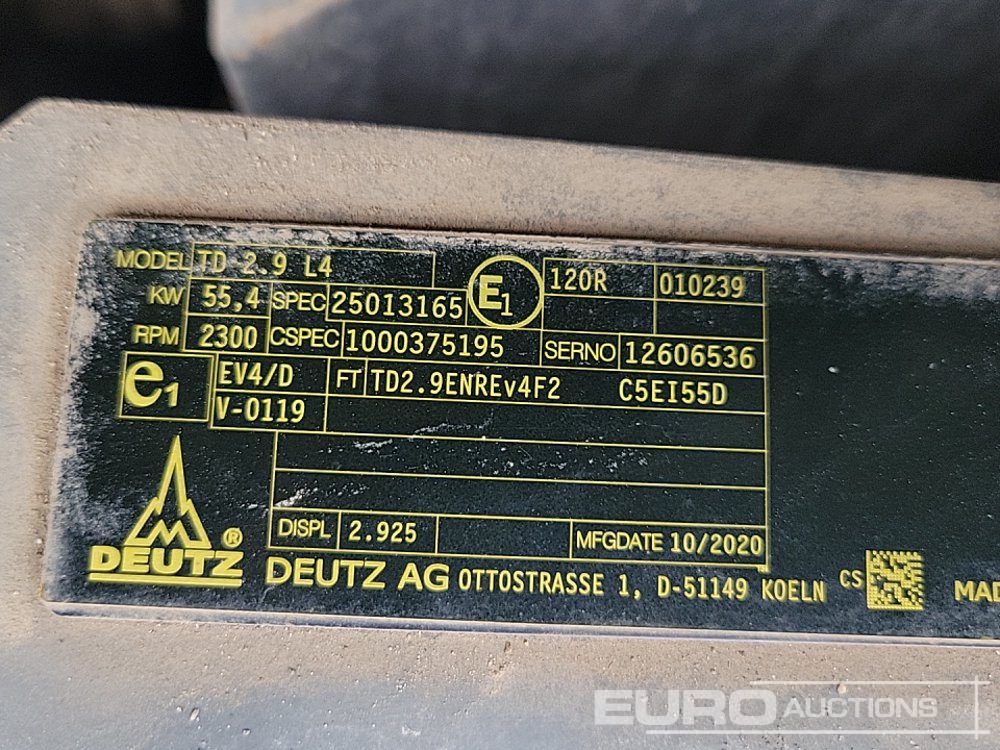 MODEL TD 2.9 L4 E1 120R 010239
KW 55,4 SPEC 25013165
RPM 2300 CSPEC 1000375195 SERNO 12606536
e1 EV4/D FT TD2.9ENREv4F2 C5EI55D
V-0119
DISPL 2.925 MFGDATE 10/2020
DEUTZ ® DEUTZ AG OTTOSTRASSE 1, D-51149 KOELN CS MAD
EURO AUCTIONS